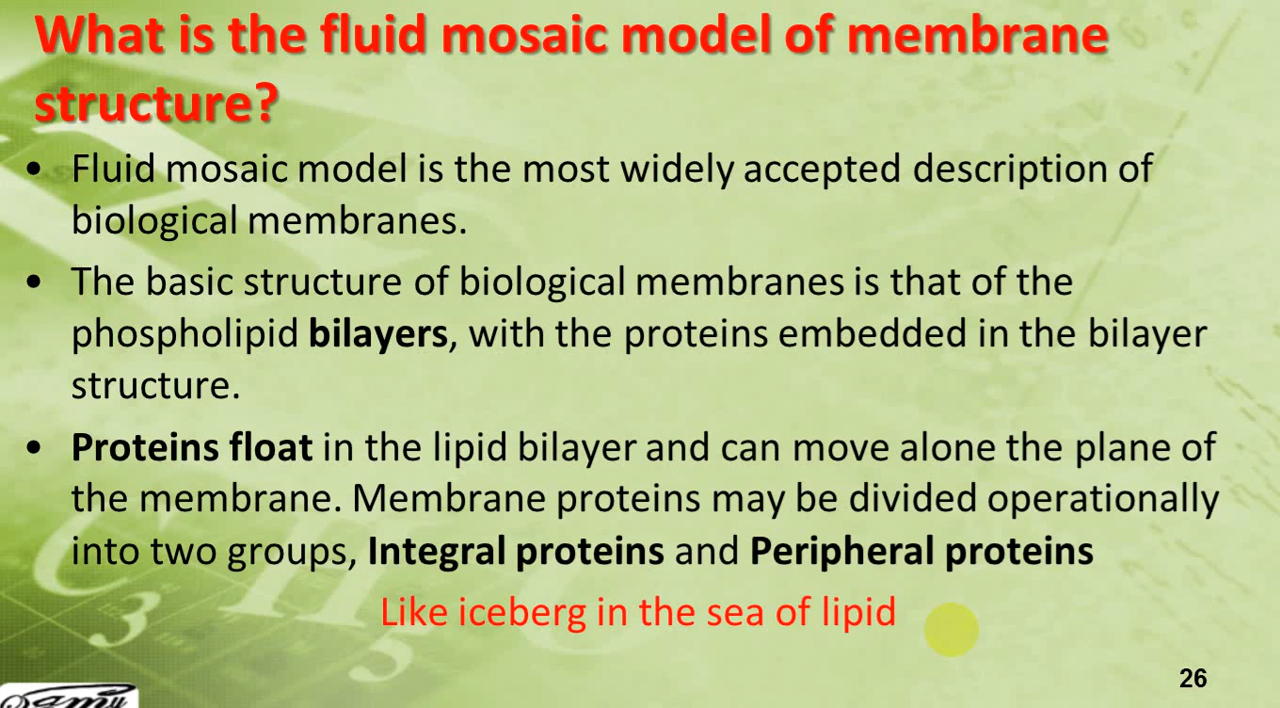 What is the fluid mosaic model of membrane
structure?
• Fluid mosaic model is the most widely accepted description of
biological membranes.
• The basic structure of biological membranes is that of the
phospholipid bilayers, with the proteins embedded in the bilayer
structure.
• Proteins float in the lipid bilayer and can move alone the plane of
the membrane. Membrane proteins may be divided operationally
into two groups, Integral proteins and Peripheral proteins
Like iceberg in the sea of lipid
26